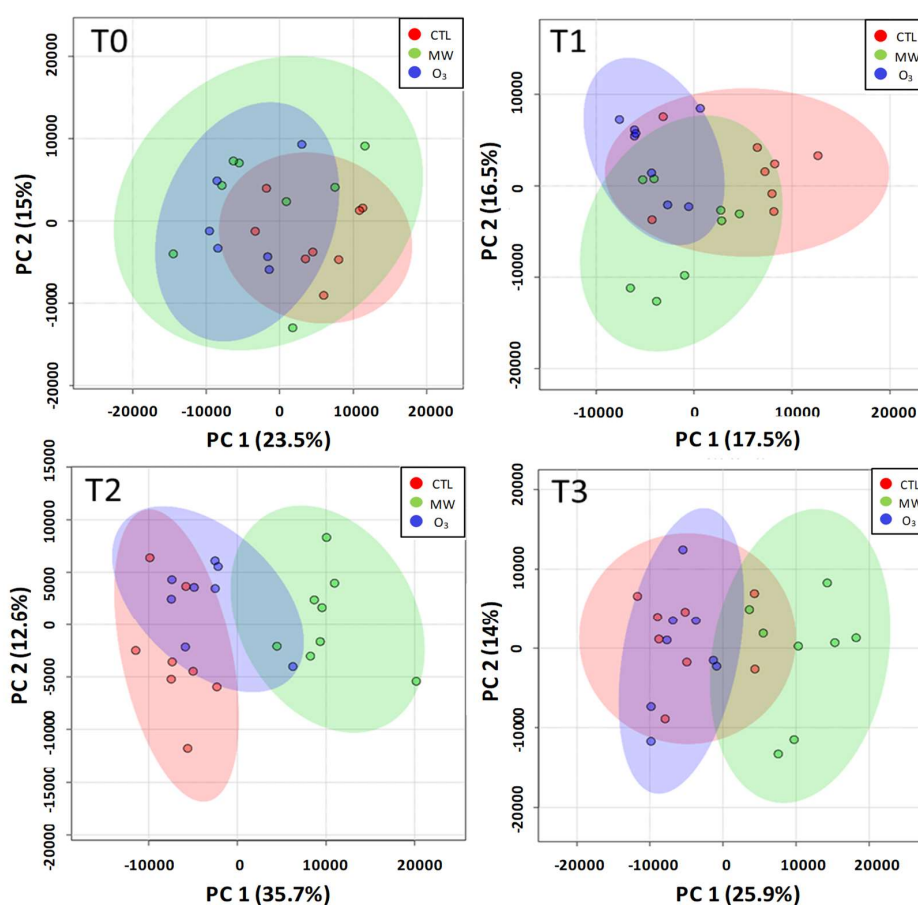 T0
CTL
MW
O₃
20000
10000
0
-10000
-20000
PC 2 (15%)
-20000
-10000
0
10000
20000
PC 1 (23.5%)
T1
CTL
MW
O₃
10000
0
-10000
-20000
PC 2 (16.5%)
-10000
0
10000
20000
PC 1 (17.5%)
T2
CTL
MW
O₃
15000
10000
50000
0
-50000
-10000
-15000
-20000
PC 2 (12.6%)
-10000
0
10000
20000
PC 1 (35.7%)
T3
CTL
MW
O₃
20000
10000
0
-10000
-20000
PC 2 (14%)
-20000
-10000
0
10000
20000
PC 1 (25.9%)